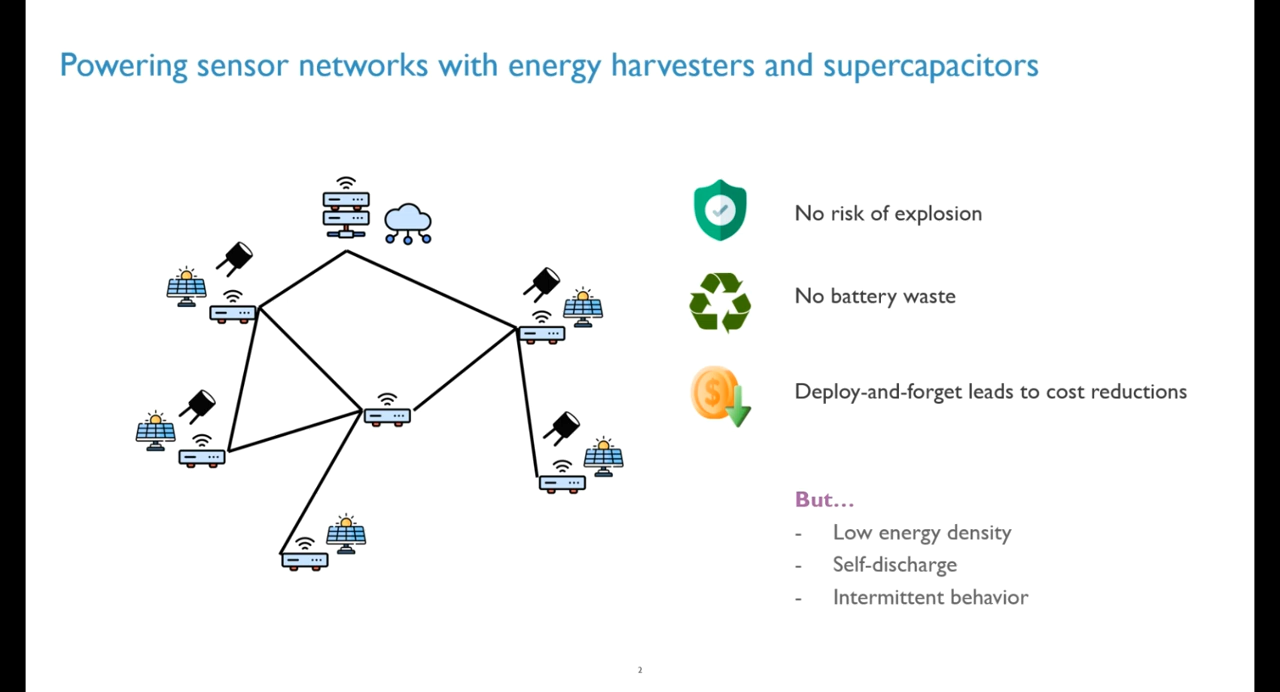 Powering sensor networks with energy harvesters and supercapacitors
No risk of explosion
No battery waste
$
Deploy-and-forget leads to cost reductions
But...
- Low energy density
- Self-discharge
- Intermittent behavior
2